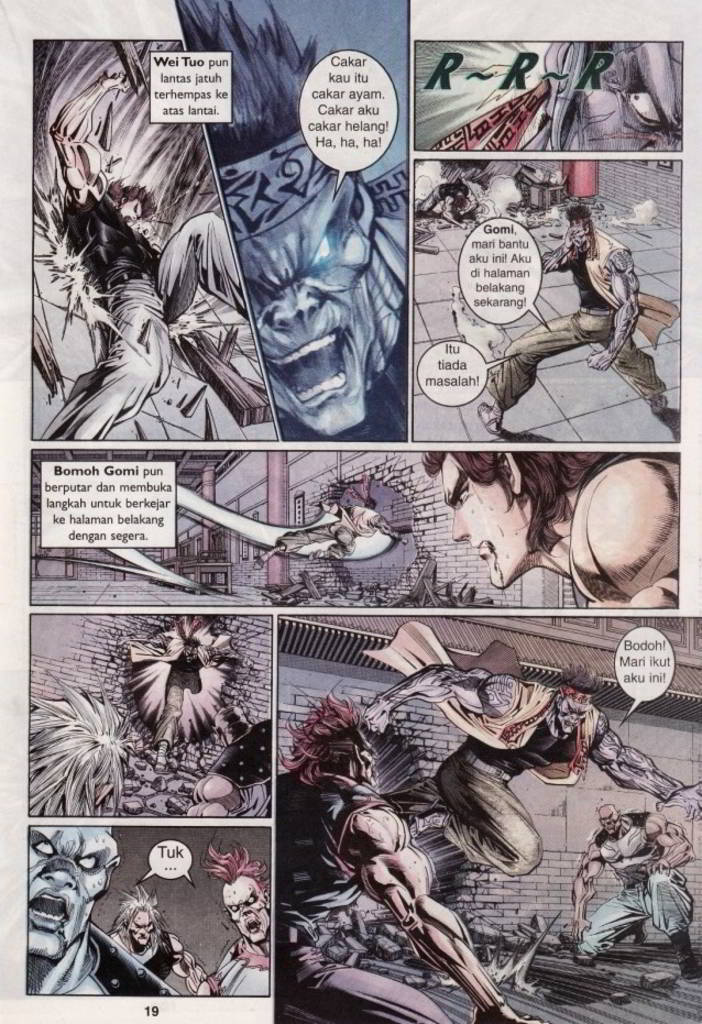 Wei Tuo pun
lantas jatuh
terhempas ke
atas lantai.
Cakar
kau itu
cakar ayam.
Cakar aku
cakar helang!
Ha, ha, ha!
R~R~R
Gomi,
mari bantu
aku ini! Aku
di halaman
belakang
sekarang!
Itu
tiada
masalah!
Bomoh Gomi pun
berputar dan membuka
langkah untuk berkejar
ke halaman belakang
dengan segera.
Bodoh!
Mari ikut
aku ini!
Tuk
...
19